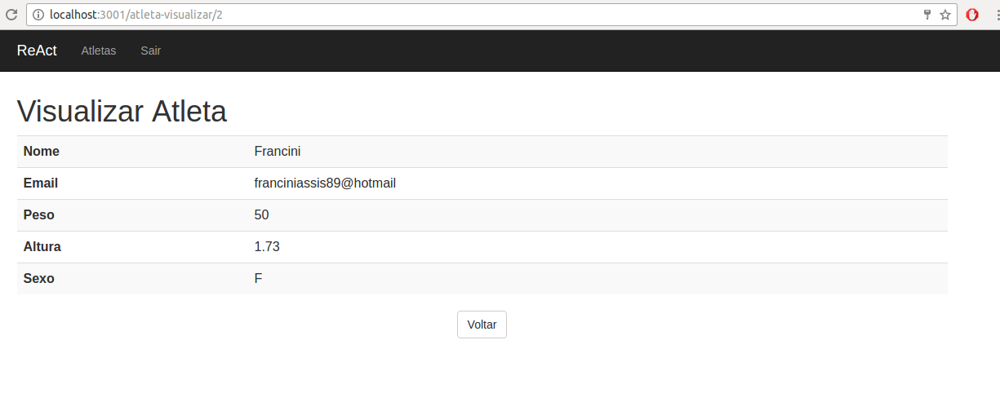 localhost:3001/atleta-visualizar/2
ReAct Atletas Sair
Visualizar Atleta
Nome Francini
Email franciniassis89@hotmail
Peso 50
Altura 1.73
Sexo F
Voltar